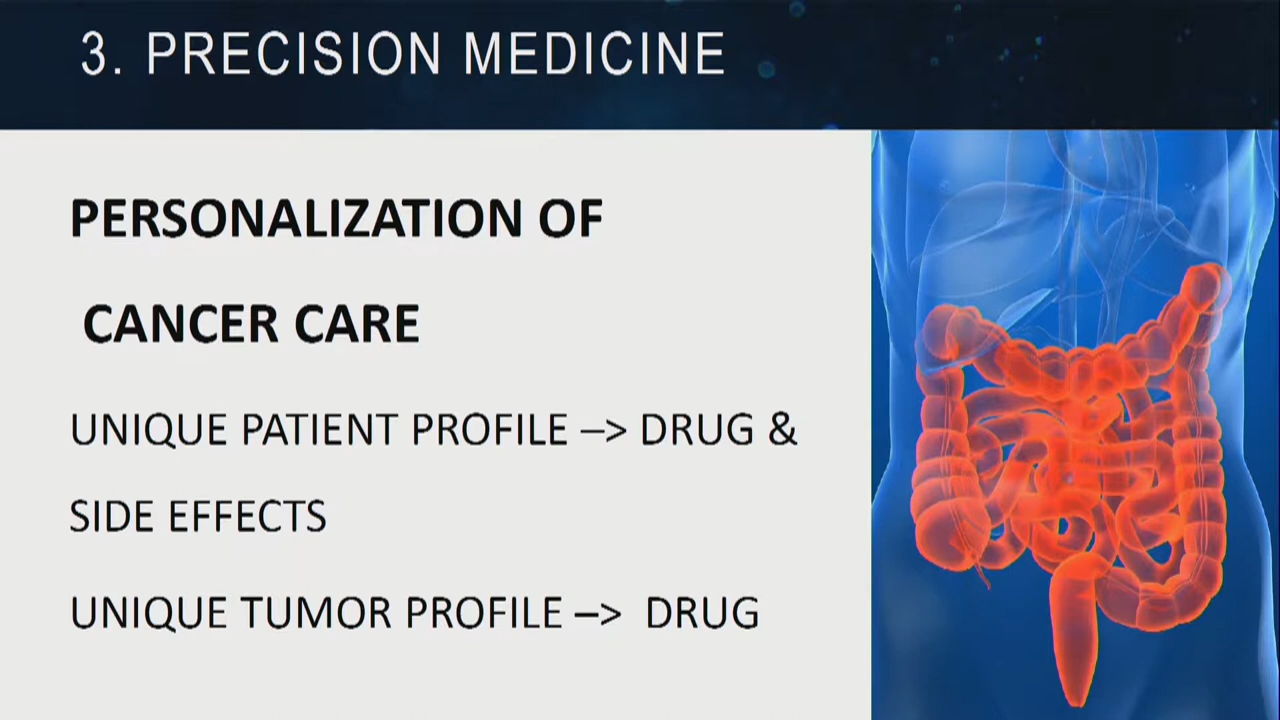 3. PRECISION MEDICINE
PERSONALIZATION OF
CANCER CARE
UNIQUE PATIENT PROFILE –> DRUG &
SIDE EFFECTS
UNIQUE TUMOR PROFILE –> DRUG